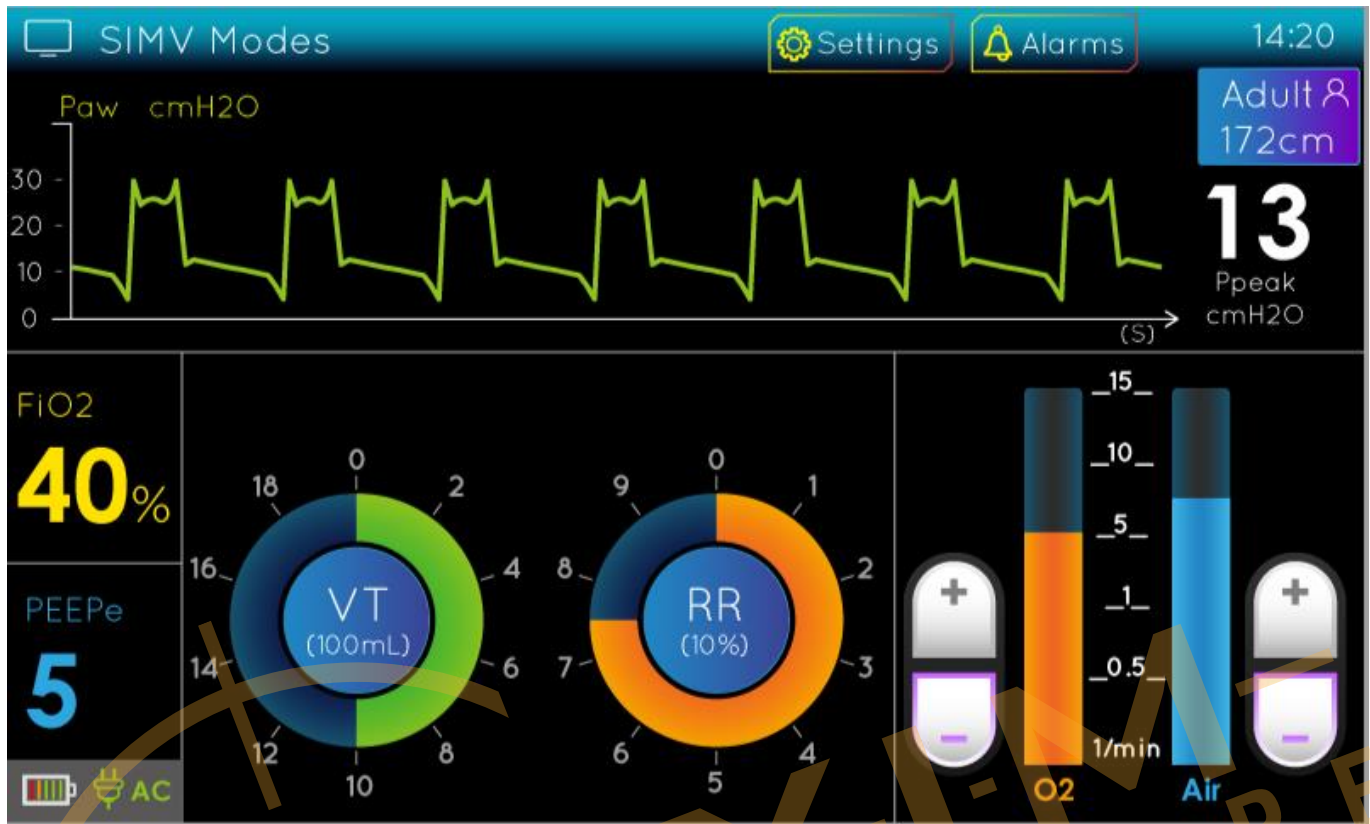 SIMV Modes
Settings
Alarms
14:20
Adult
172cm
Paw cmH2O
30
20
10
0
(S)
13
Ppeak
cmH2O
FiO2
40%
PEEPe
5
AC
0
2
4
6
8
10
12
14
16
18
VT
(100mL)
0
1
2
3
4
5
6
7
8
9
RR
(10%)
15
10
5
1
0.5
1/min
+
-
+
-
O2
Air